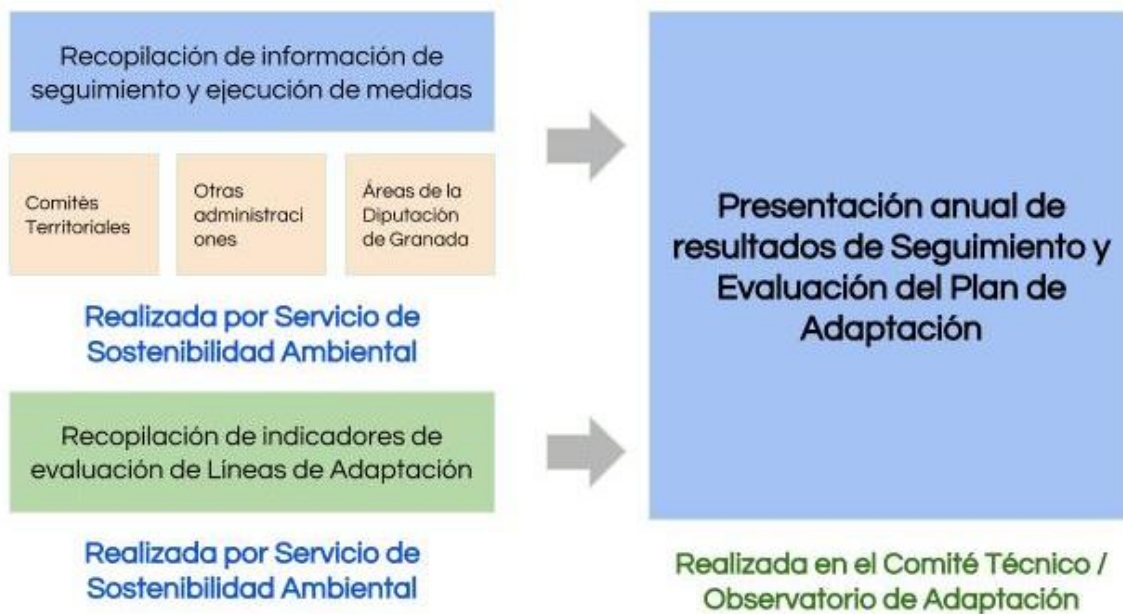 Recopilación de información de
seguimiento y ejecución de medidas
Comités
Territoriales
Otras
administraci
ones
Áreas de la
Diputación
de Granada
Realizada por Servicio de
Sostenibilidad Ambiental
Recopilación de indicadores de
evaluación de Líneas de Adaptación
Realizada por Servicio de
Sostenibilidad Ambiental
Presentación anual de
resultados de Seguimiento y
Evaluación del Plan de
Adaptación
Realizada en el Comité Técnico /
Observatorio de Adaptación